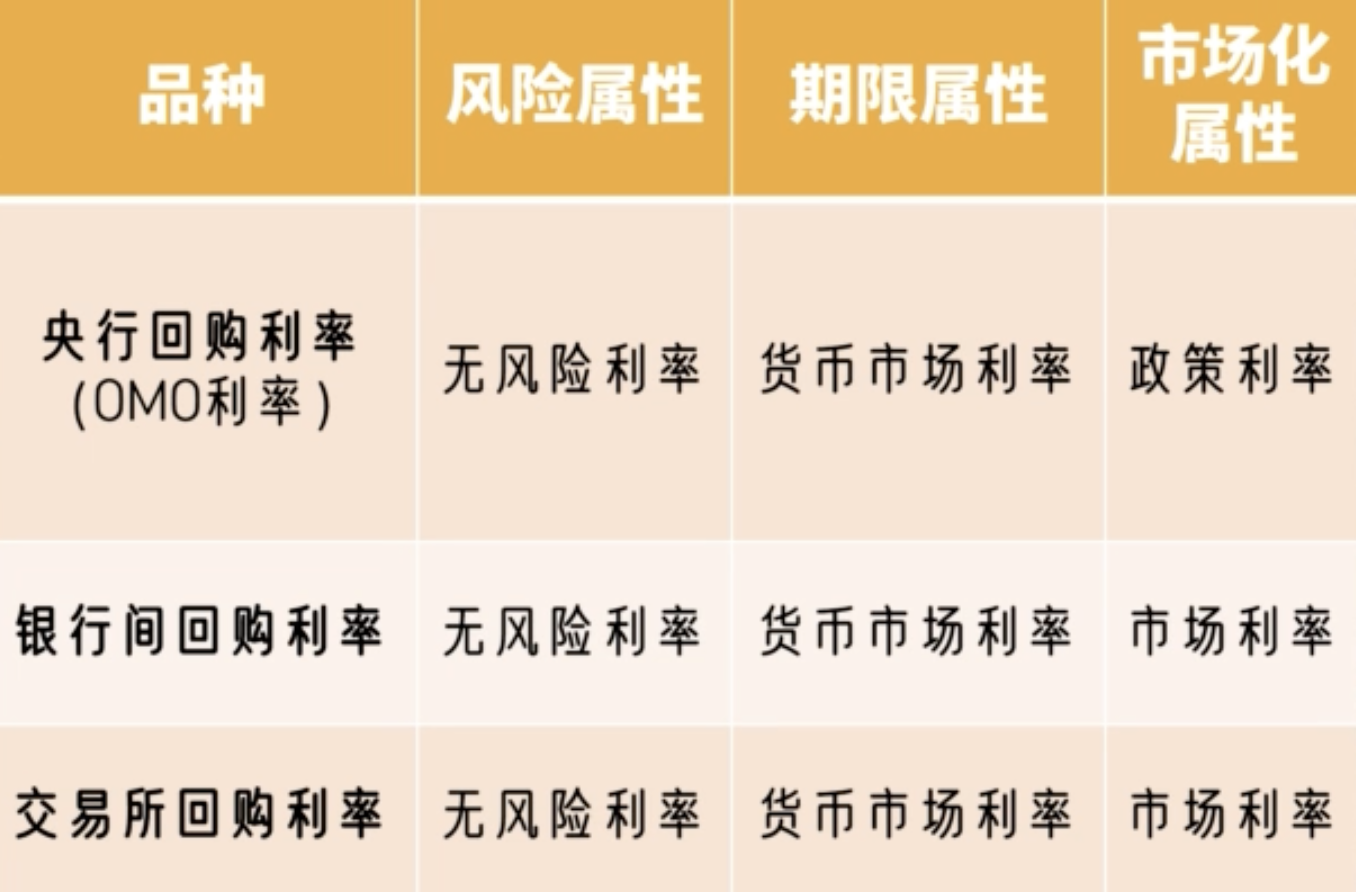 品种
风险属性
期限属性
市场化
属性
央行回购利率
(OMO利率)
无风险利率
货币市场利率
政策利率
银行间回购利率
无风险利率
货币市场利率
市场利率
交易所回购利率
无风险利率
货币市场利率
市场利率